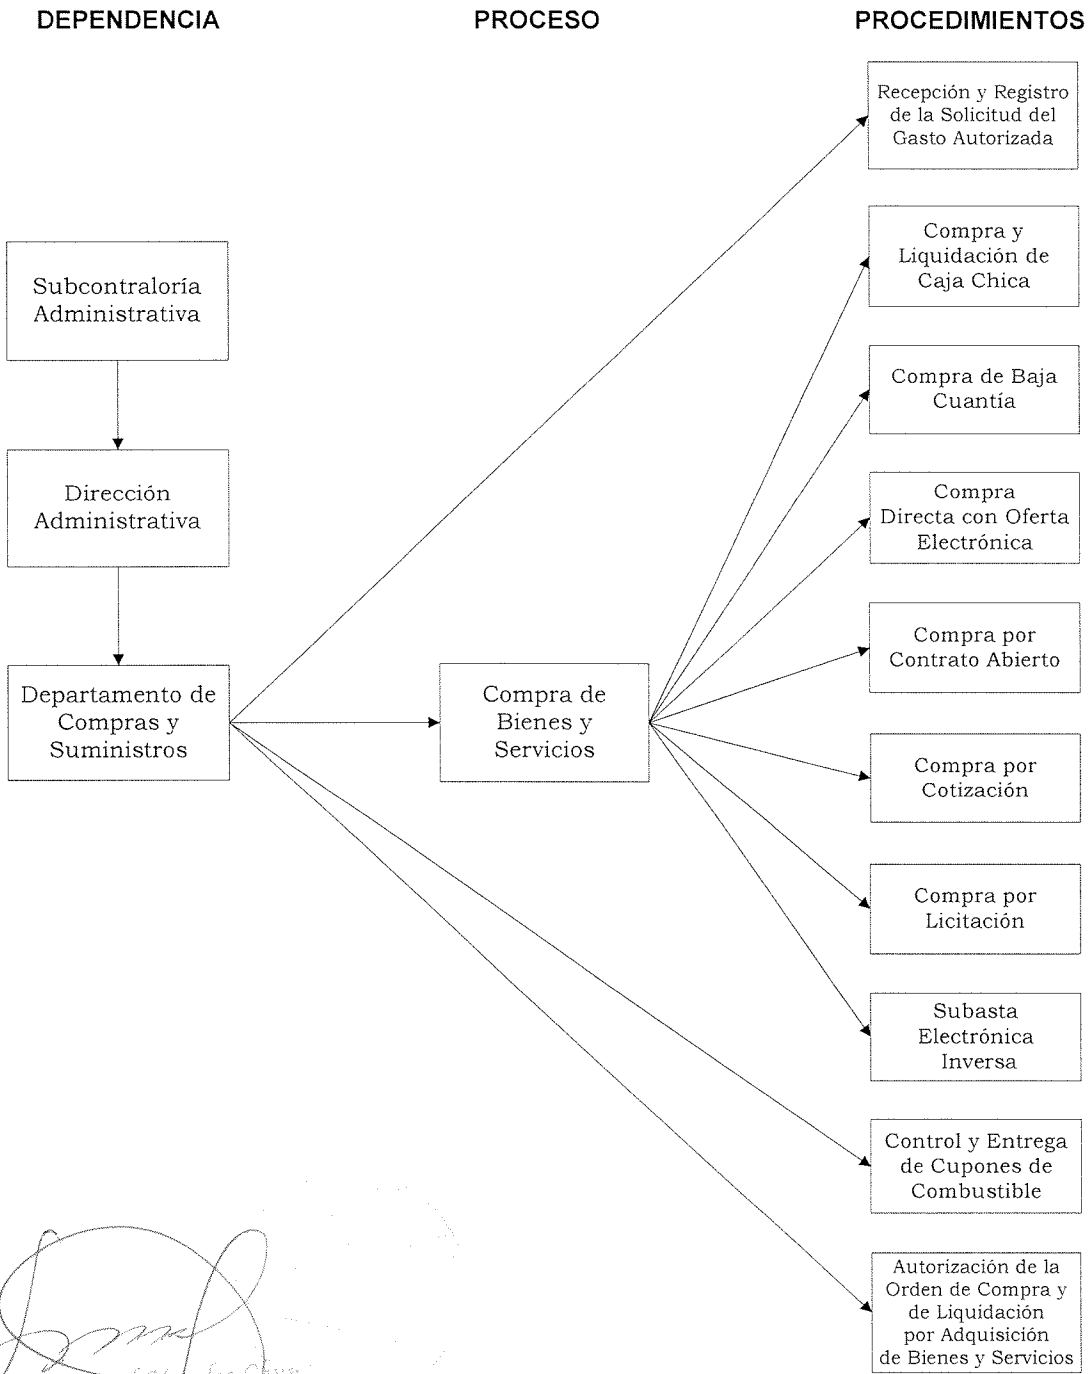 DEPENDENCIA
PROCESO
PROCEDIMIENTOS
Recepción y Registro
de la Solicitud del
Gasto Autorizada
Compra y
Liquidación de
Caja Chica
Subcontraloría
Administrativa
Compra de Baja
Cuantía
Dirección
Administrativa
Compra
Directa con Oferta
Electrónica
Compra por
Contrato Abierto
Departamento de
Compras y
Suministros
Compra de
Bienes y
Servicios
Compra por
Cotización
Compra por
Licitación
Subasta
Electrónica
Inversa
Control y Entrega
de Cupones de
Combustible
Autorización de la
Orden de Compra y
de Liquidación
por Adquisición
de Bienes y Servicios